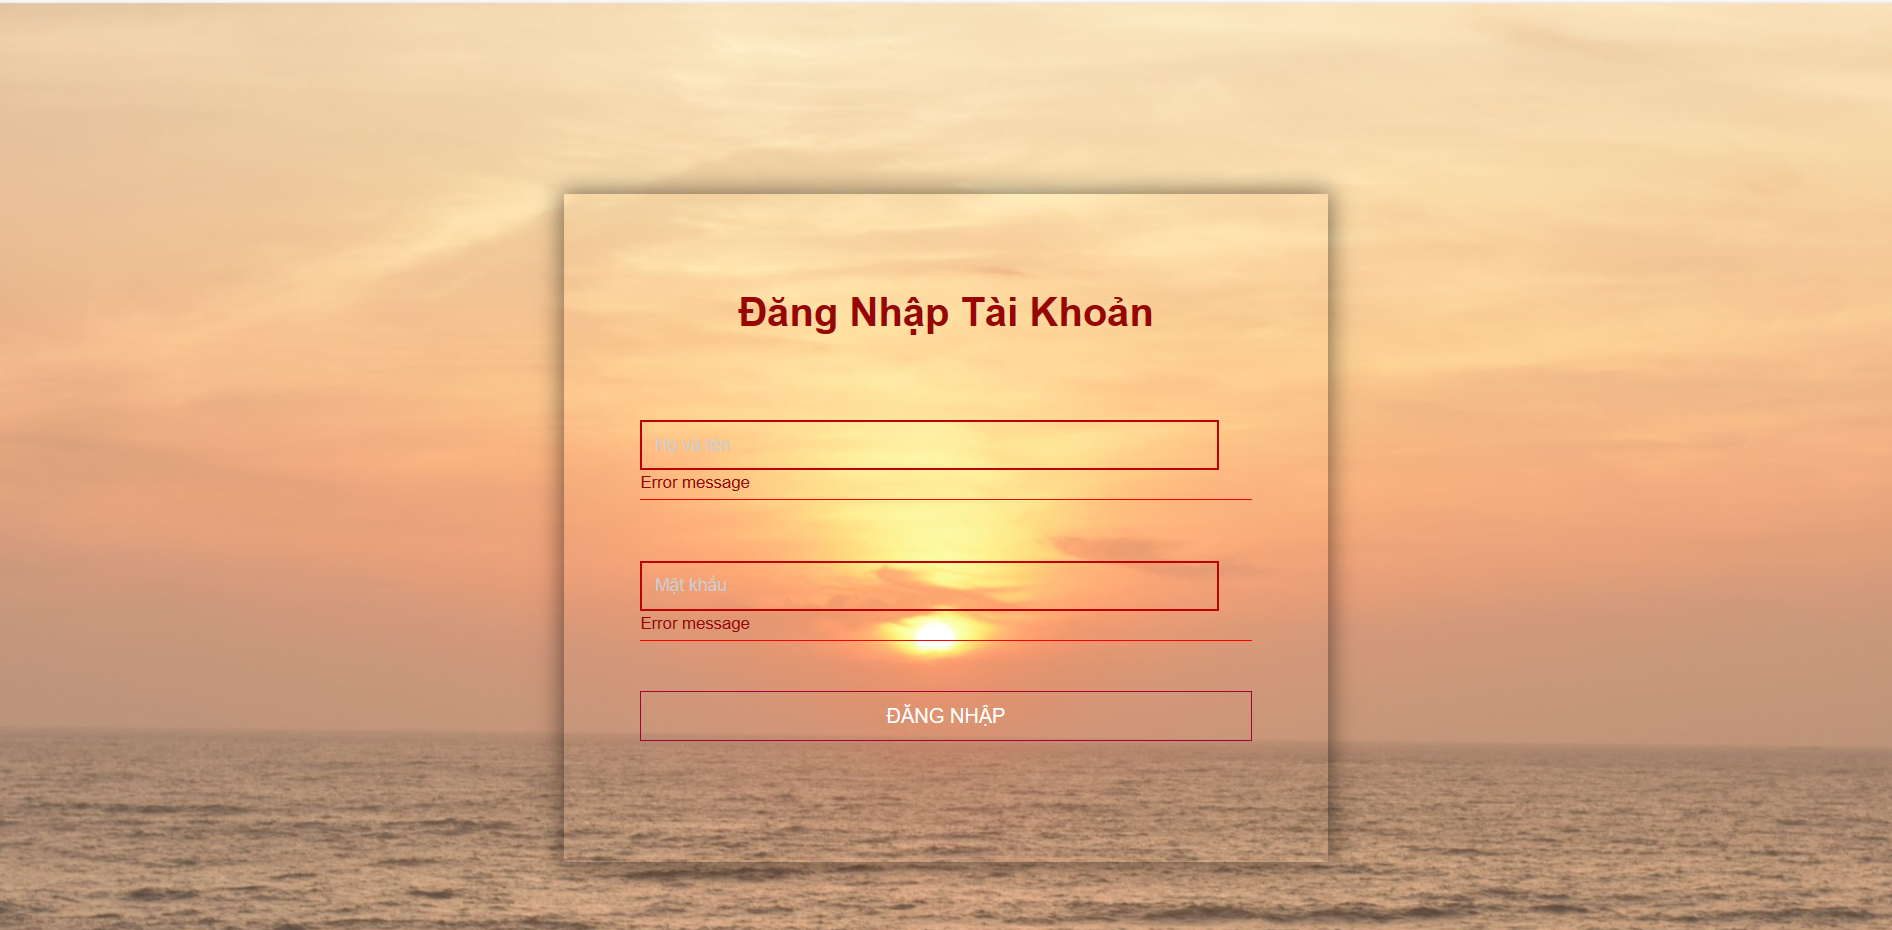 Đăng Nhập Tài Khoản
Họ và tên
Error message
Mật khẩu
Error message
ĐĂNG NHẬP